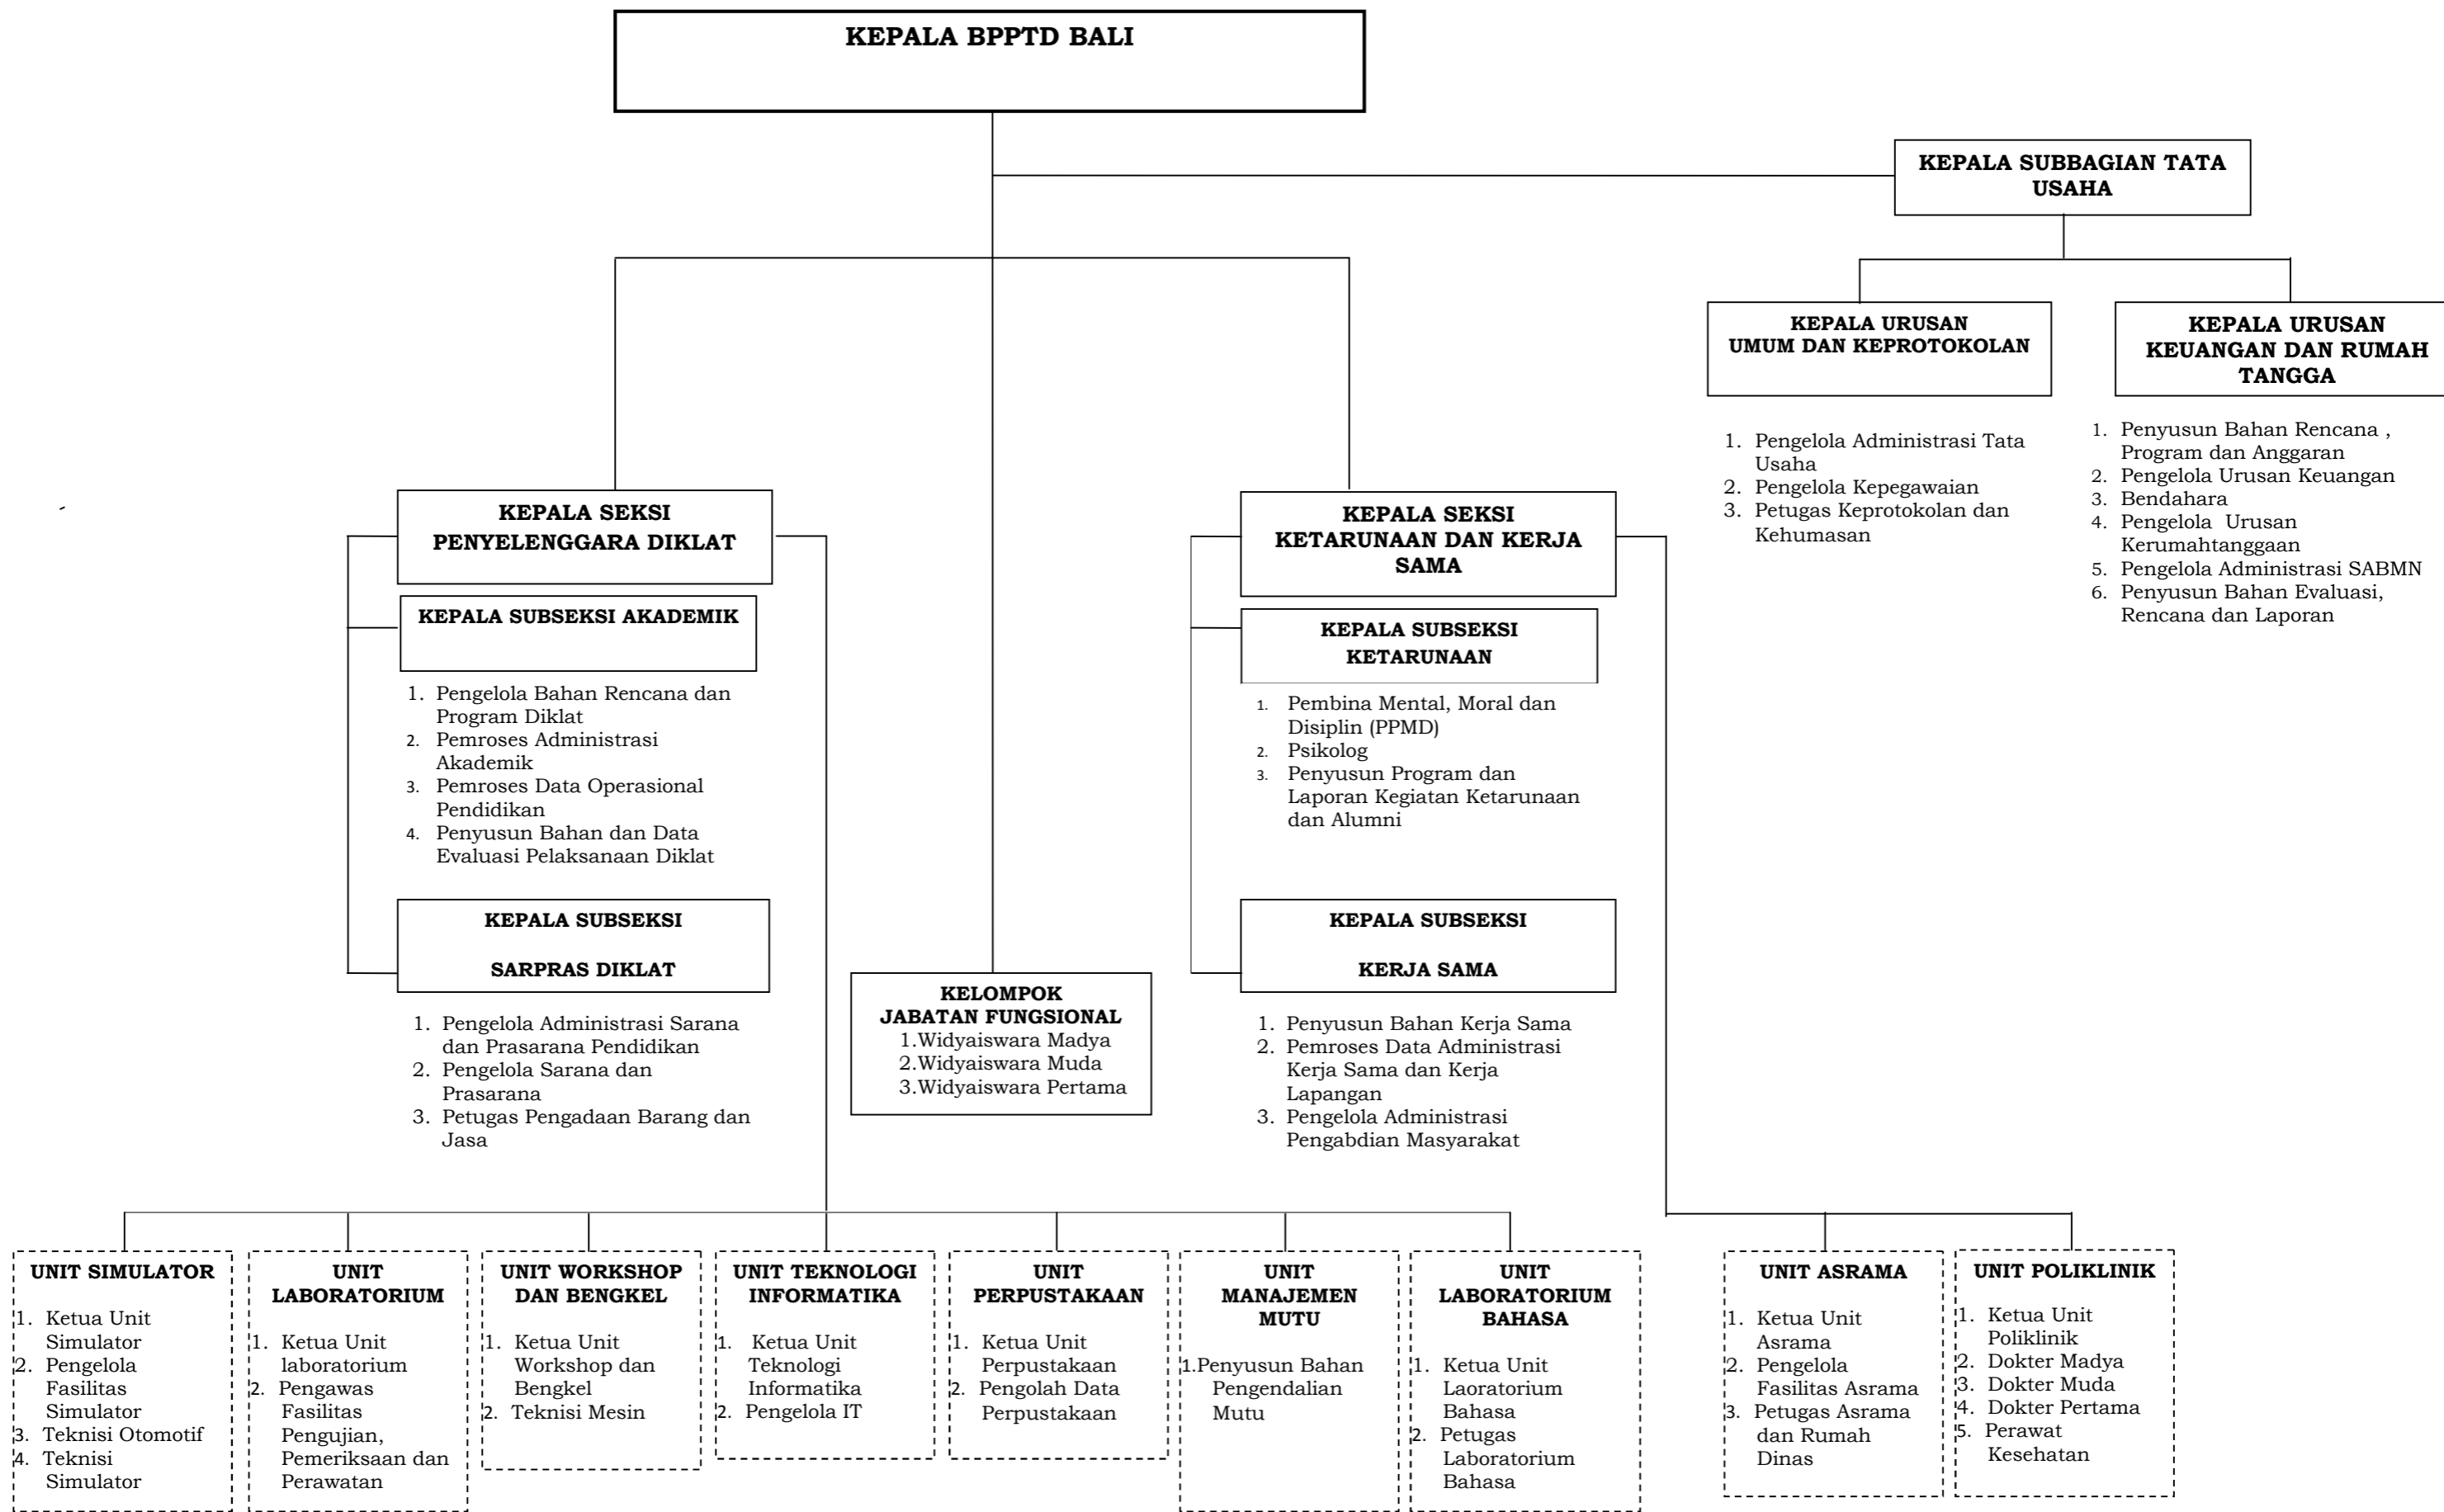 KEPALA BPPTD BALI
KEPALA SUBBAGIAN TATA
USAHA
KEPALA URUSAN
UMUM DAN KEPROTOKOLAN
1. Pengelola Administrasi Tata
Usaha
2. Pengelola Kepegawaian
3. Petugas Keprotokolan dan
Kehumasan
KEPALA URUSAN
KEUANGAN DAN RUMAH
TANGGA
1. Penyusun Bahan Rencana ,
Program dan Anggaran
2. Pengelola Urusan Keuangan
3. Bendahara
4. Pengelola Urusan
Kerumahtanggaan
5. Pengelola Administrasi SABMN
6. Penyusun Bahan Evaluasi,
Rencana dan Laporan
KEPALA SEKSI
PENYELENGGARA DIKLAT
KEPALA SUBSEKSI AKADEMIK
1. Pengelola Bahan Rencana dan
Program Diklat
2. Pemroses Administrasi
Akademik
3. Pemroses Data Operasional
Pendidikan
4. Penyusun Bahan dan Data
Evaluasi Pelaksanaan Diklat
KEPALA SUBSEKSI
SARPRAS DIKLAT
1. Pengelola Administrasi Sarana
dan Prasarana Pendidikan
2. Pengelola Sarana dan
Prasarana
3. Petugas Pengadaan Barang dan
Jasa
KELOMPOK
JABATAN FUNGSIONAL
1.Widyaiswara Madya
2.Widyaiswara Muda
3.Widyaiswara Pertama
KEPALA SEKSI
KETARUNAAN DAN KERJA
SAMA
KEPALA SUBSEKSI
KETARUNAAN
1. Pembina Mental, Moral dan
Disiplin (PPMD)
2. Psikolog
3. Penyusun Program dan
Laporan Kegiatan Ketarunaan
dan Alumni
KEPALA SUBSEKSI
KERJA SAMA
1. Penyusun Bahan Kerja Sama
2. Pemroses Data Administrasi
Kerja Sama dan Kerja
Lapangan
3. Pengelola Administrasi
Pengabdian Masyarakat
UNIT SIMULATOR
1. Ketua Unit
Simulator
2. Pengelola
Fasilitas
Simulator
3. Teknisi Otomotif
4. Teknisi
Simulator
UNIT
LABORATORIUM
1. Ketua Unit
laboratorium
2. Pengawas
Fasilitas
Pengujian,
Pemeriksaan dan
Perawatan
UNIT WORKSHOP
DAN BENGKEL
1. Ketua Unit
Workshop dan
Bengkel
2. Teknisi Mesin
UNIT TEKNOLOGI
INFORMATIKA
1. Ketua Unit
Teknologi
Informatika
2. Pengelola IT
UNIT
PERPUSTAKAAN
1. Ketua Unit
Perpustakaan
2. Pengolah Data
Perpustakaan
UNIT
MANAJEMEN
MUTU
1.Penyusun Bahan
Pengendalian
Mutu
UNIT
LABORATORIUM
BAHASA
1. Ketua Unit
Laoratorium
Bahasa
2. Petugas
Laboratorium
Bahasa
UNIT ASRAMA
1. Ketua Unit
Asrama
2. Pengelola
Fasilitas Asrama
3. Petugas Asrama
dan Rumah
Dinas
UNIT POLIKLINIK
1. Ketua Unit
Poliklinik
2. Dokter Madya
3. Dokter Muda
4. Dokter Pertama
5. Perawat
Kesehatan